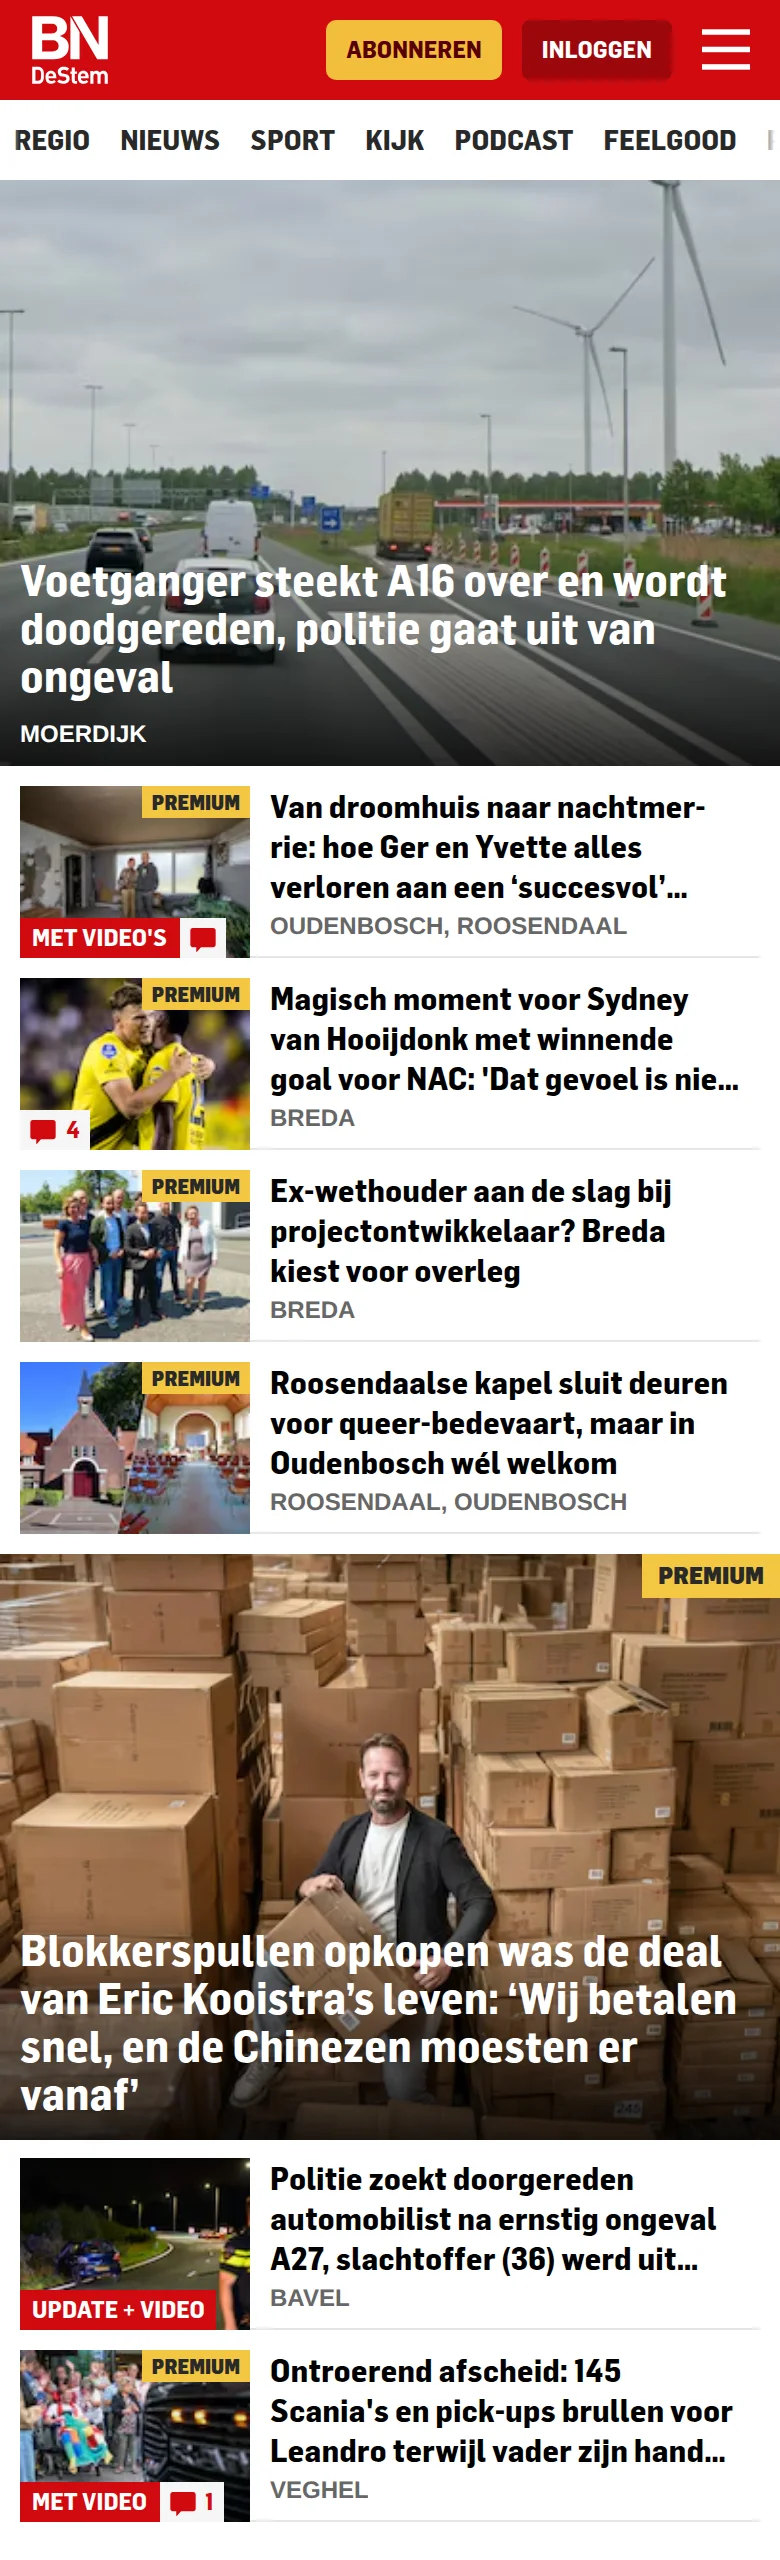 BN
DeStem
ABONNEREN
INLOGGEN
REGIO NIEUWS SPORT KIJK PODCAST FEELGOOD
Voetganger steekt A16 over en wordt
doodgereden, politie gaat uit van
ongeval
MOERDIJK
PREMIUM
MET VIDEO'S
Van droomhuis naar nachtmer-
rie: hoe Ger en Yvette alles
verloren aan een ‘succesvol’...
OUDENBOSCH, ROOSENDAAL
PREMIUM
4
Magisch moment voor Sydney
van Hooijdonk met winnende
goal voor NAC: 'Dat gevoel is nie...
BREDA
PREMIUM
Ex-wethouder aan de slag bij
projectontwikkelaar? Breda
kiest voor overleg
BREDA
PREMIUM
Roosendaalse kapel sluit deuren
voor queer-bedevaart, maar in
Oudenbosch wél welkom
ROOSENDAAL, OUDENBOSCH
PREMIUM
Blokkerspullen opkopen was de deal
van Eric Kooistra’s leven: ‘Wij betalen
snel, en de Chinezen moesten er
vanaf’
245
UPDATE + VIDEO
Politie zoekt doorgereden
automobilist na ernstig ongeval
A27, slachtoffer (36) werd uit...
BAVEL
PREMIUM
MET VIDEO
1
Ontroerend afscheid: 145
Scania's en pick-ups brullen voor
Leandro terwijl vader zijn hand...
VEGHEL